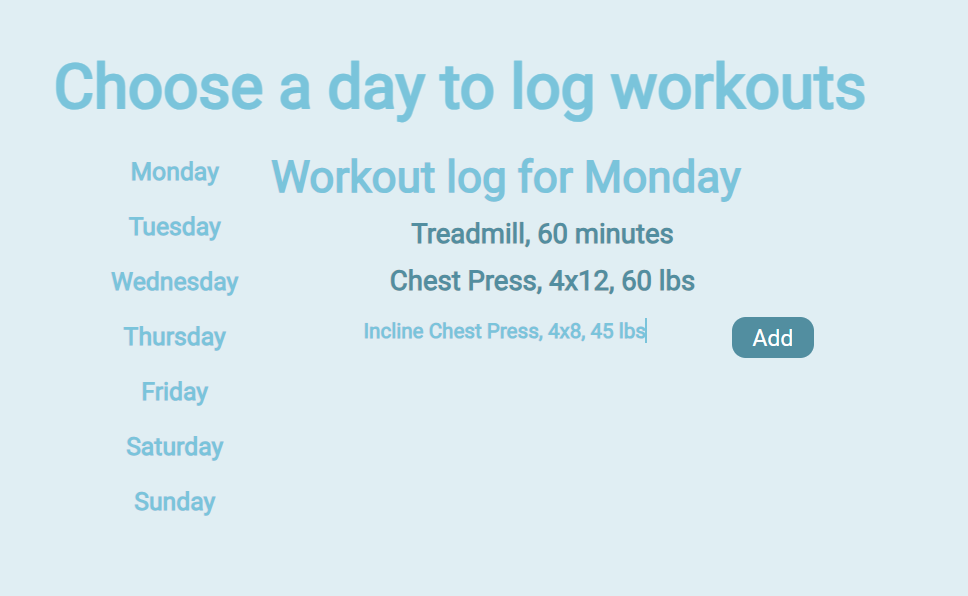 Choose a day to log workouts
Monday
Tuesday
Wednesday
Thursday
Friday
Saturday
Sunday
Workout log for Monday
Treadmill, 60 minutes
Chest Press, 4x12, 60 lbs
Incline Chest Press, 4x8, 45 lbs
Add